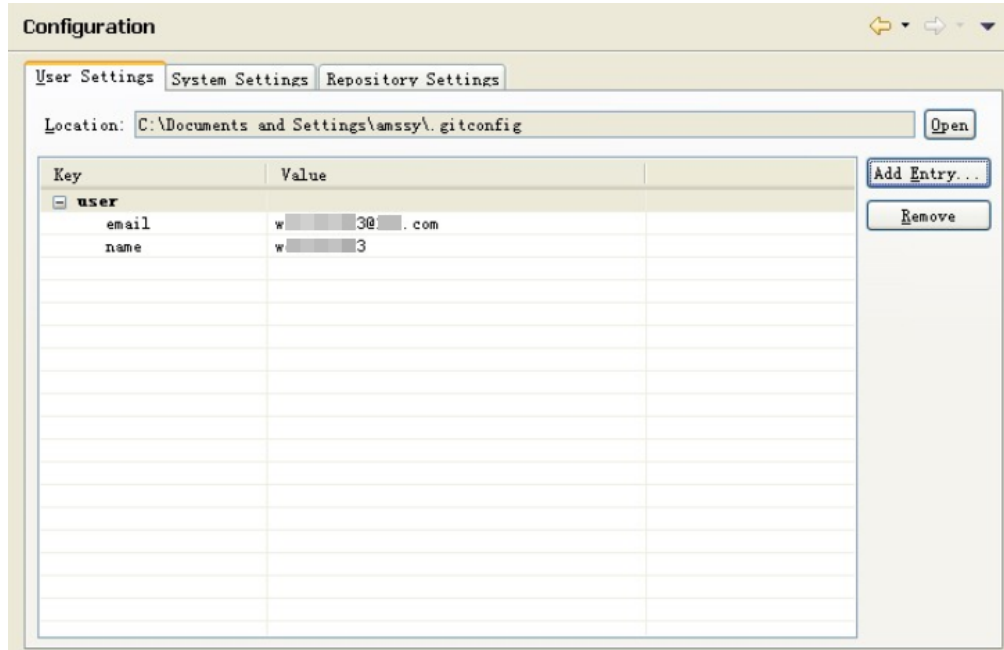 Configuration
User Settings System Settings Repository Settings
Location: C:\Documents and Settings\amssy\.gitconfig Open
Key Value Add Entry...
user
Remove
email
name